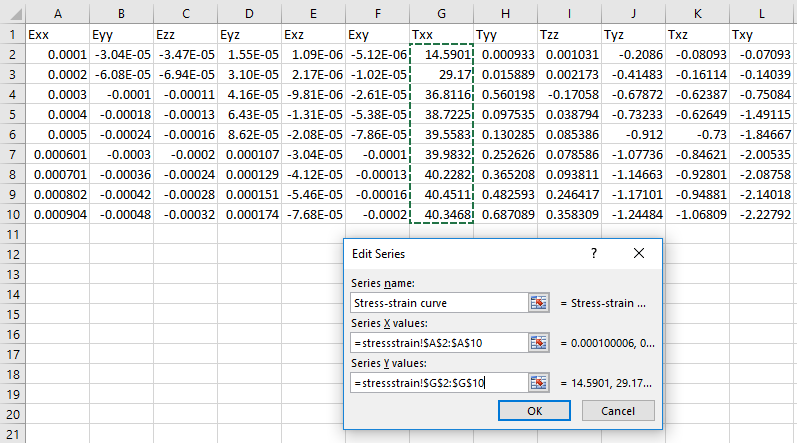 A B C D E F G H I J K L
1 Exx Eyy Ezz Eyz Exz Exy Txx Tyy Tzz Tyz Txz Txy
2 0.0001 -3.04E-05 -3.47E-05 1.55E-05 1.09E-06 -5.12E-06 14.5901 0.000933 0.001031 -0.2086 -0.08093 -0.07093
3 0.0002 -6.08E-05 -6.94E-05 3.10E-05 2.17E-06 -1.02E-05 29.17 0.015889 0.002173 -0.41483 -0.16114 -0.14039
4 0.0003 -0.0001 -0.00011 4.16E-05 -9.81E-06 -2.61E-05 36.8116 0.560198 -0.17058 -0.67872 -0.62387 -0.75084
5 0.0004 -0.00018 -0.00013 6.43E-05 -1.31E-05 -5.38E-05 38.7225 0.097535 0.038794 -0.73233 -0.62649 -1.49115
6 0.0005 -0.00024 -0.00016 8.62E-05 -2.08E-05 -7.86E-05 39.5583 0.130285 0.085386 -0.912 -0.73 -1.84667
7 0.000601 -0.0003 -0.0002 0.000107 -3.04E-05 -0.0001 39.9832 0.252626 0.078586 -1.07736 -0.84621 -2.00535
8 0.000701 -0.00036 -0.00024 0.000129 -4.12E-05 -0.00013 40.2282 0.365208 0.093811 -1.14663 -0.92801 -2.08758
9 0.000802 -0.00042 -0.00028 0.000151 -5.46E-05 -0.00016 40.4511 0.482593 0.246417 -1.17101 -0.94881 -2.14018
10 0.000904 -0.00048 -0.00032 0.000174 -7.68E-05 -0.0002 40.3468 0.687089 0.358309 -1.24484 -1.06809 -2.22792
11
12
13
14
15
16
17
18
19
20
21
Edit Series ? ×
Series name:
Stress-strain curve = Stress-strain ...
Series X values:
=stressstrain!$A$2:$A$10 = 0.000100006, 0...
Series Y values:
=stressstrain!$G$2:$G$10 = 14.5901, 29.17...
OK Cancel